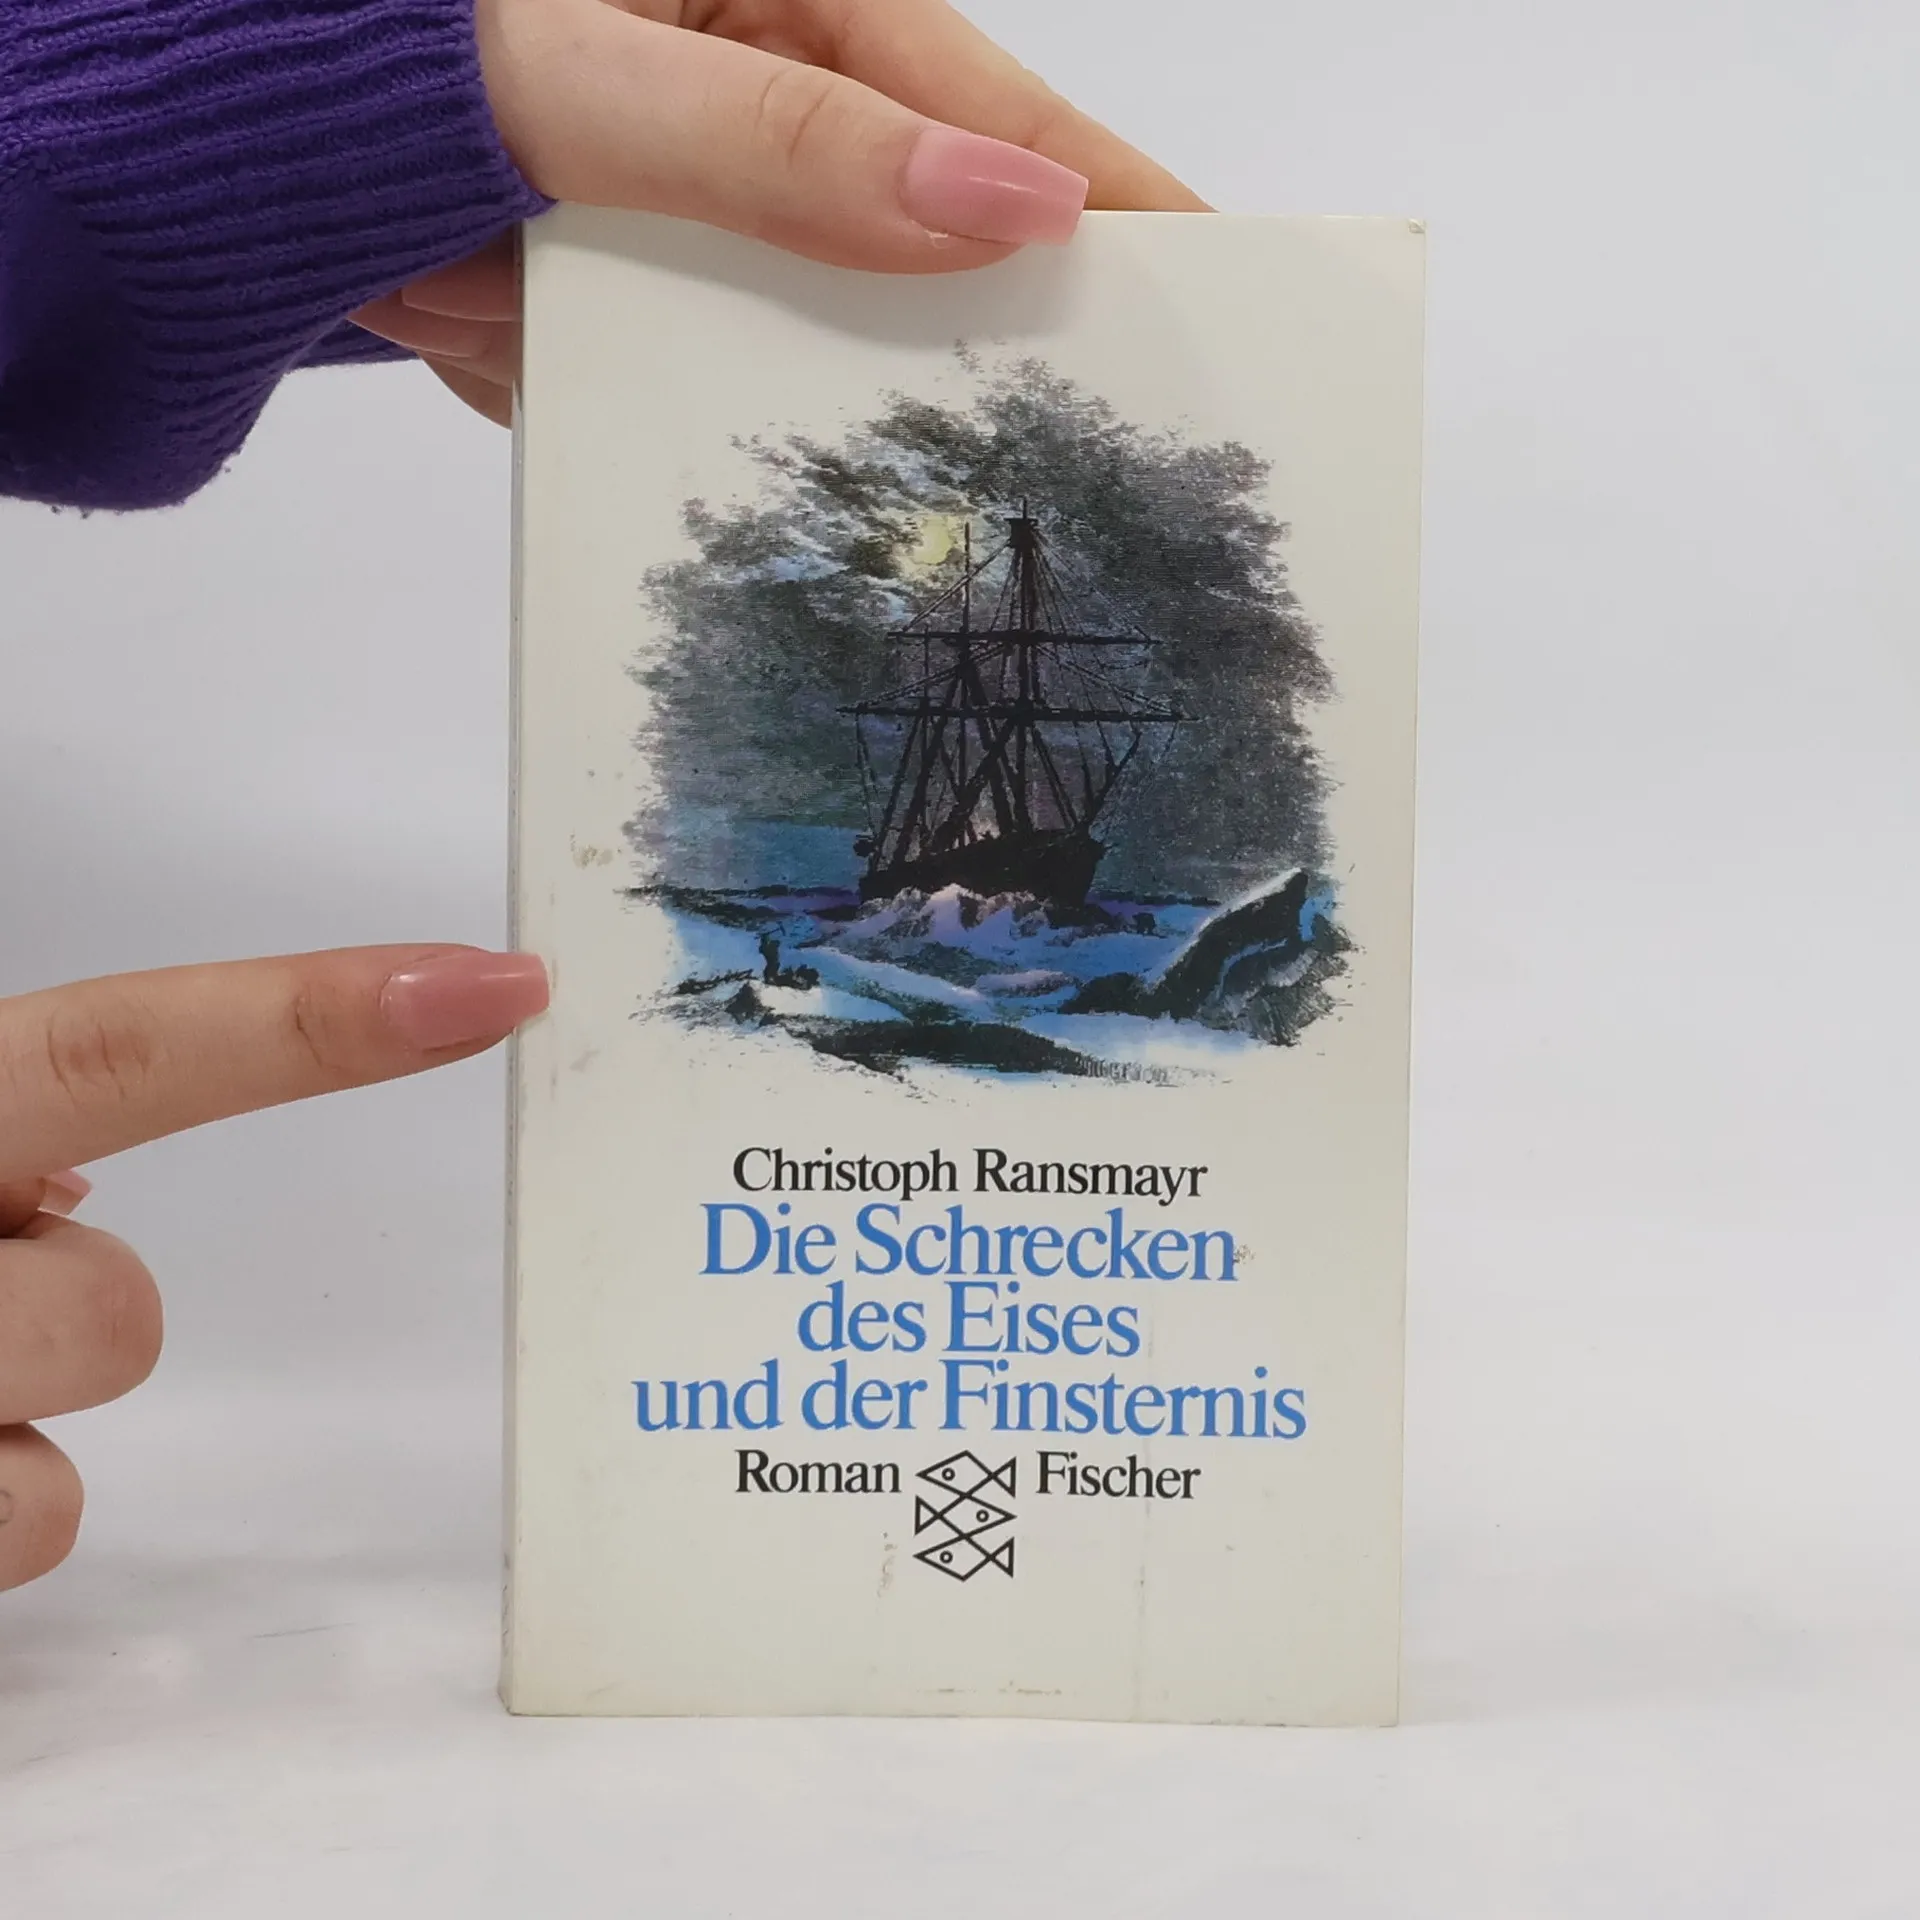 Christoph Ransmayr
Die Schrecken
des Eises
und der Finsternis
Roman Fischer